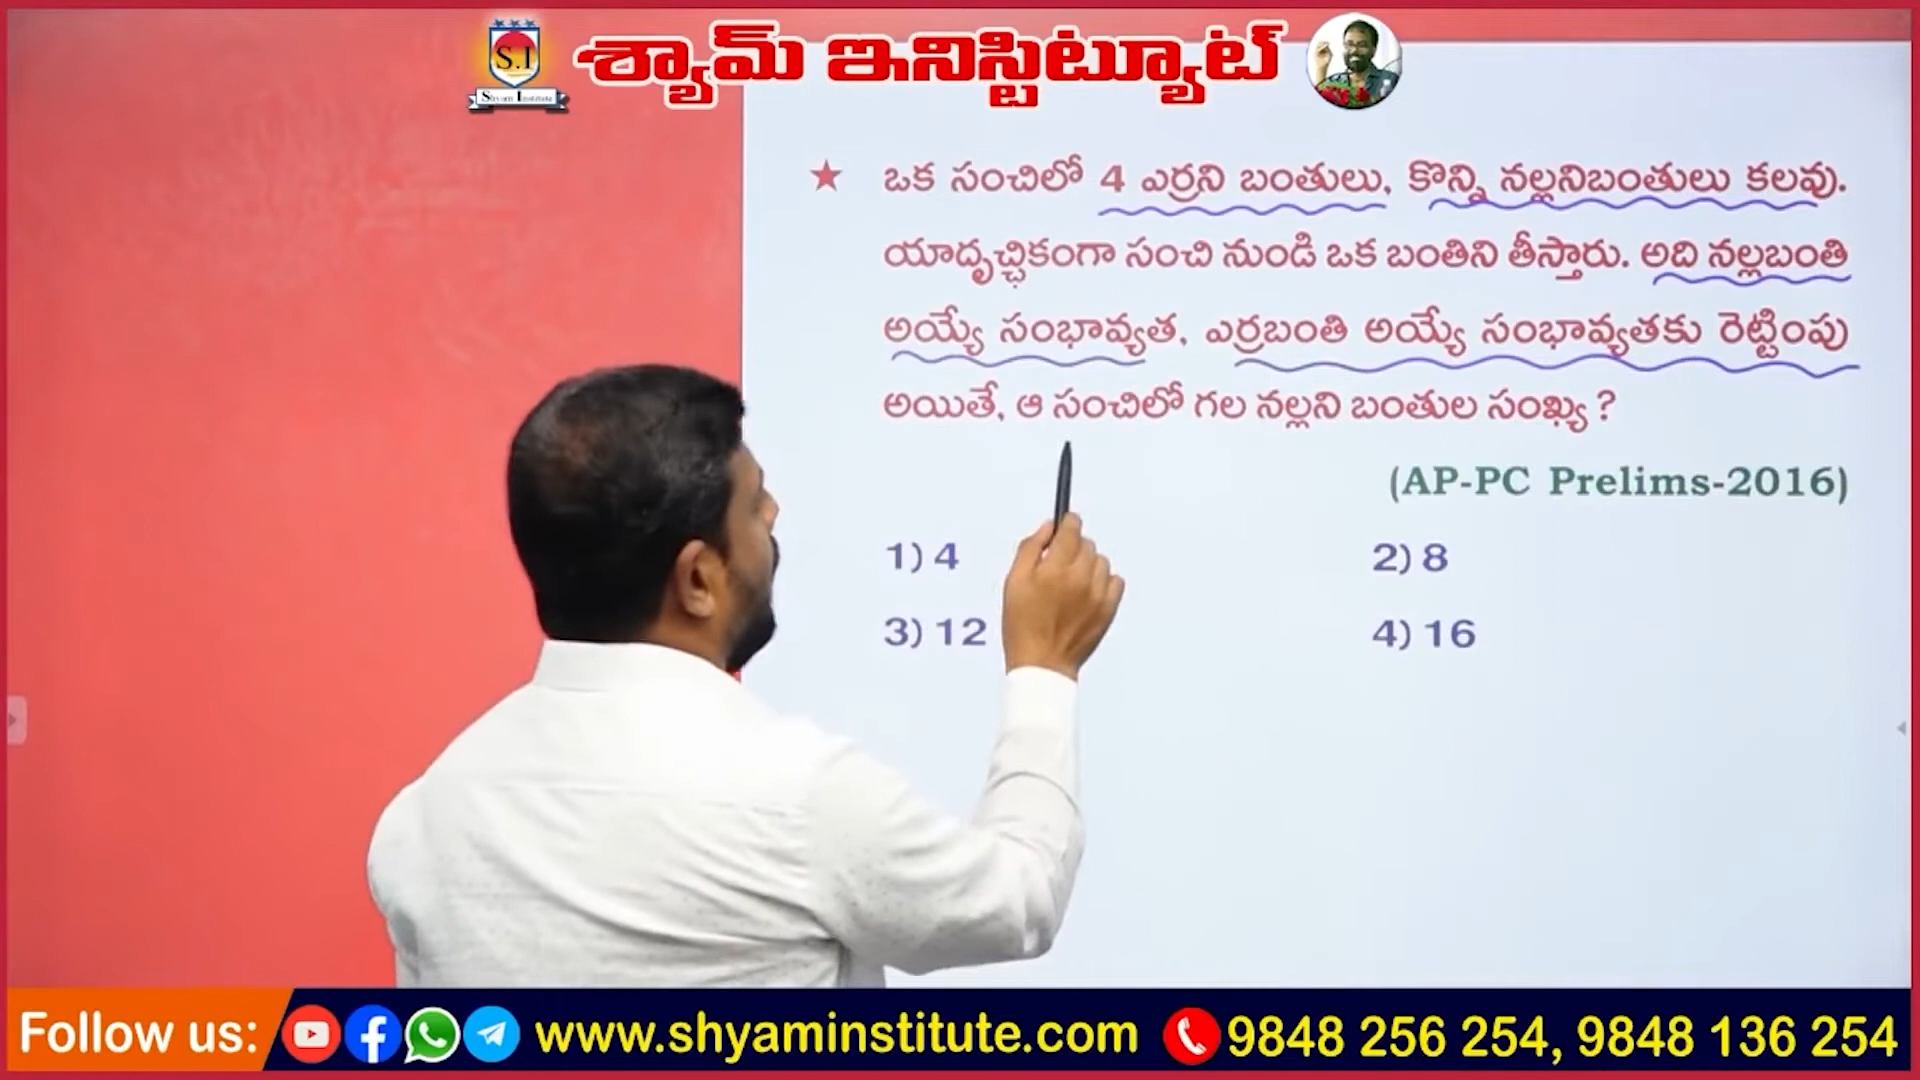 S.I
Shyam Institute
శ్యామ్ ఇనిస్టిట్యూట్
★ ఒక సంచిలో 4 ఎర్రని బంతులు, కొన్ని నల్లనిబంతులు కలవు.
యాదృచ్ఛికంగా సంచి నుండి ఒక బంతిని తీస్తారు. అది నల్లబంతి
అయ్యే సంభావ్యత, ఎర్రబంతి అయ్యే సంభావ్యతకు రెట్టింపు
అయితే, ఆ సంచిలో గల నల్లని బంతుల సంఖ్య ?
(AP-PC Prelims-2016)
1) 4 2) 8
3) 12 4) 16
Follow us: www.shyaminstitute.com 9848 256 254, 9848 136 254